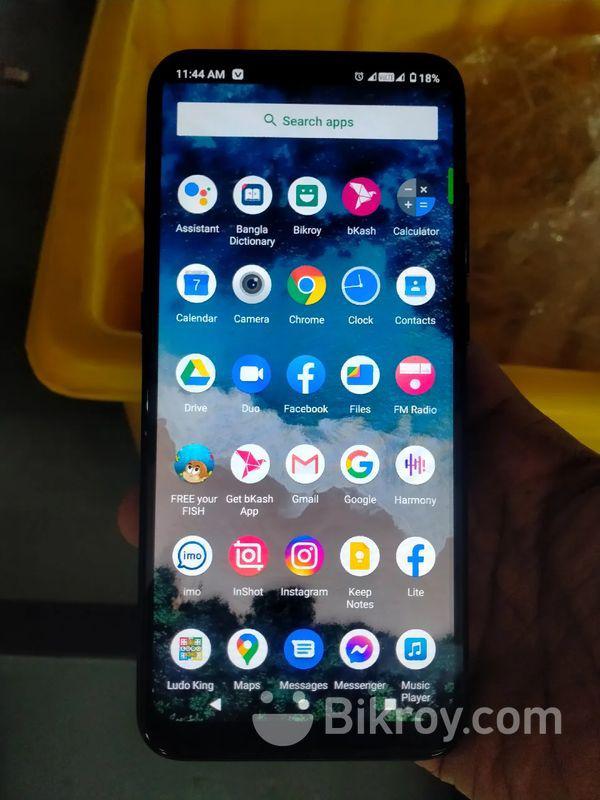 11:44 AM
18%
Search apps
Assistant
Bangla
Dictionary
Bikroy
bKash
Calculator
7
Calendar
Camera
Chrome
Clock
Contacts
Drive
Duo
Facebook
Files
FM Radio
FREE your
FISH
Get bKash
App
Gmail
Google
Harmony
imo
imo
InShot
Instagram
Keep
Notes
Lite
Ludo King
Maps
Messages
Messenger
Music
Player
Bikroy.com